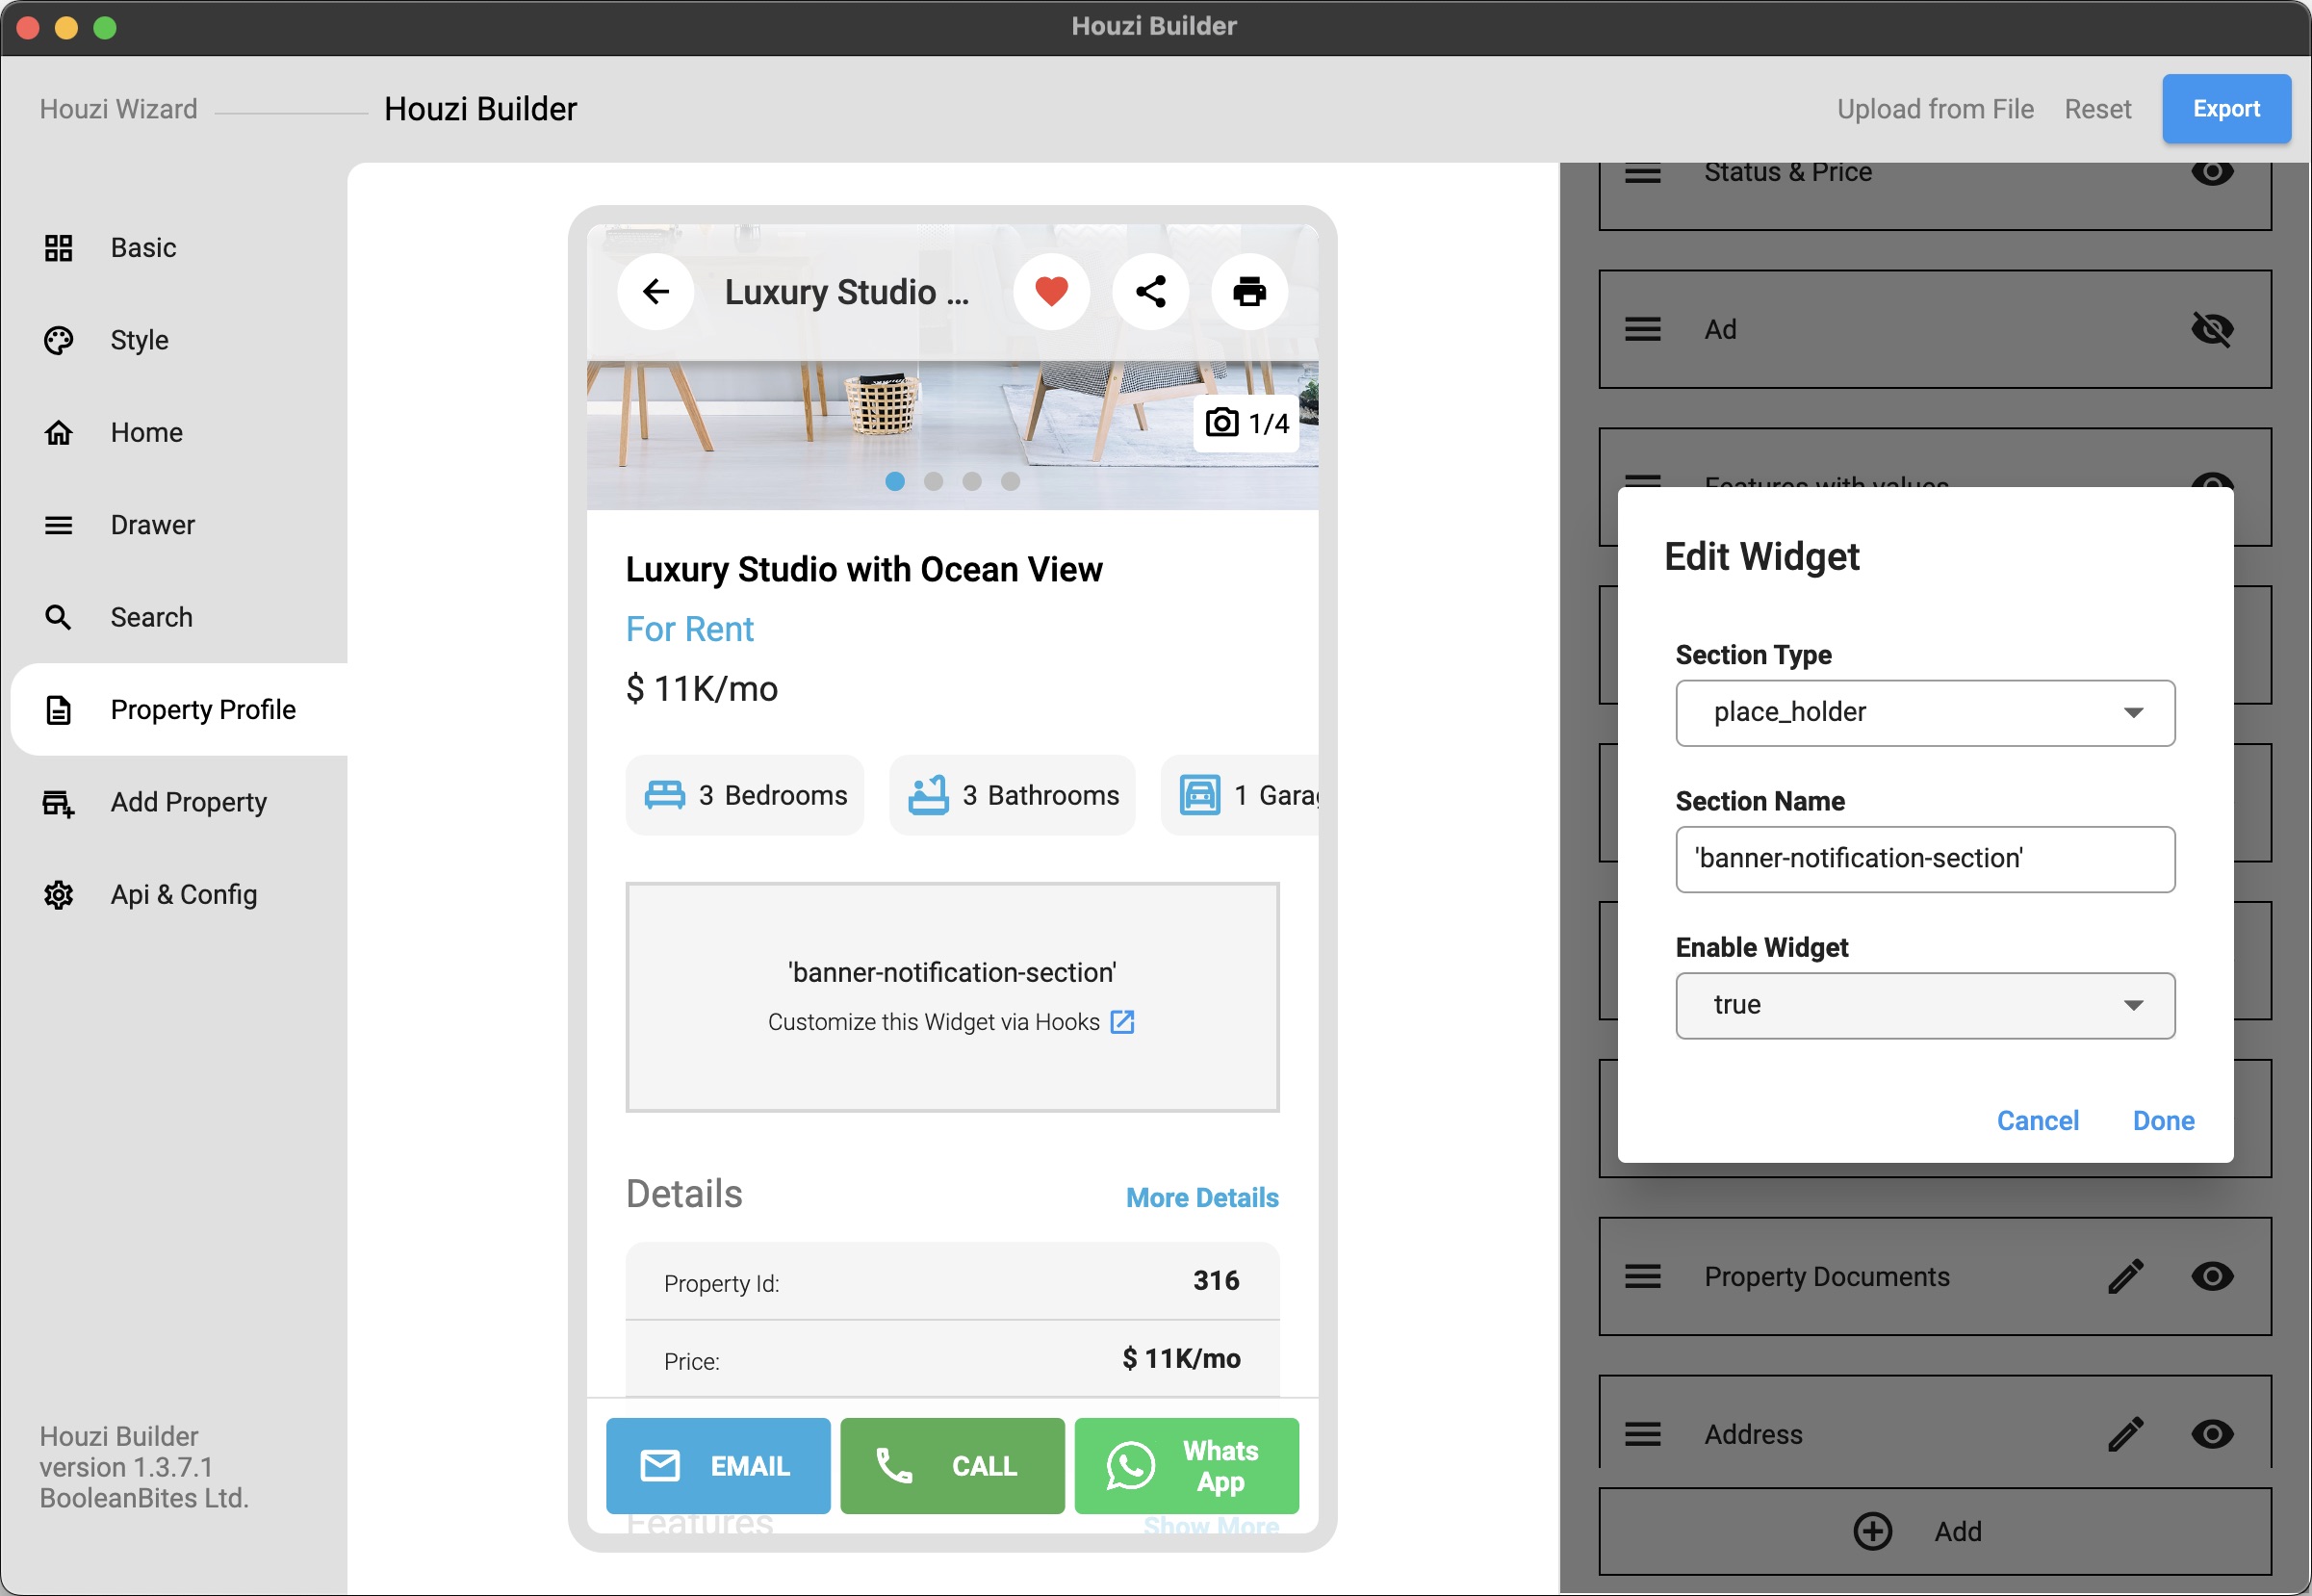 Houzi Builder
Houzi Wizard
Houzi Builder
Upload from File
Reset
Export
Basic
Style
Home
Drawer
Search
Property Profile
Add Property
Api & Config
Houzi Builder
version 1.3.7.1
BooleanBites Ltd.
Luxury Studio ...
1/4
Luxury Studio with Ocean View
For Rent
$ 11K/mo
3 Bedrooms
3 Bathrooms
1 Garag
'banner-notification-section'
Customize this Widget via Hooks
Details
More Details
Property Id:
316
Price:
$ 11K/mo
EMAIL
CALL
Whats
App
Features
Show More
Status & Price
Ad
Features with values
Edit Widget
Section Type
place_holder
Section Name
'banner-notification-section'
Enable Widget
true
Cancel
Done
Property Documents
Address
Add